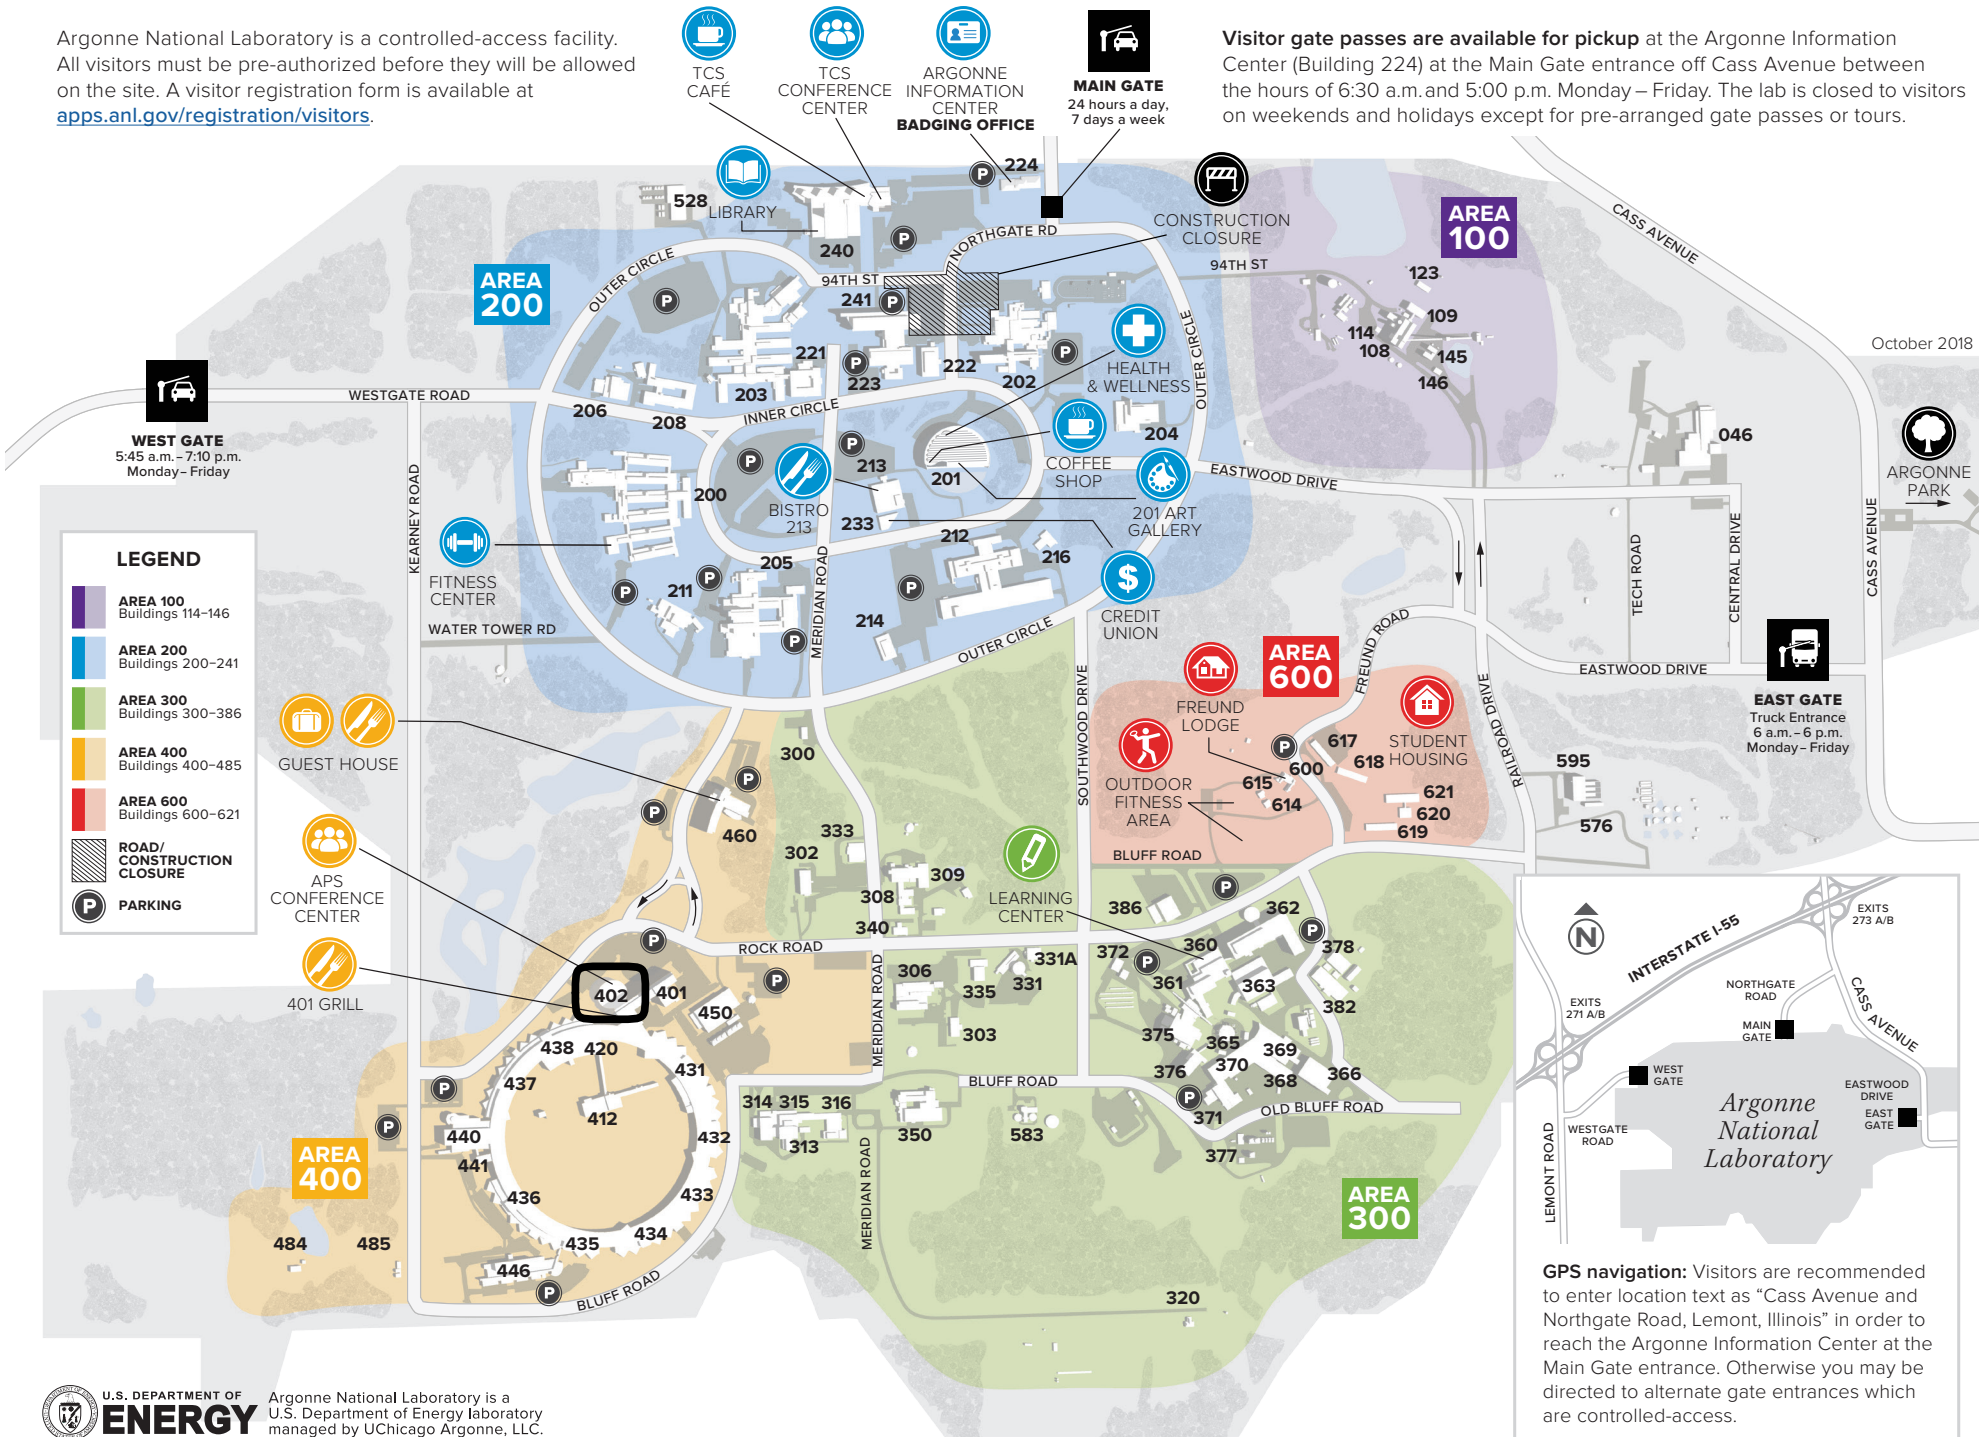 Argonne National Laboratory is a controlled-access facility.
All visitors must be pre-authorized before they will be allowed
on the site. A visitor registration form is available at
apps.anl.gov/registration/visitors.
TCS
CAFÉ
TCS
CONFERENCE
CENTER
ARGONNE
INFORMATION
CENTER
BADGING OFFICE
MAIN GATE
24 hours a day,
7 days a week
Visitor gate passes are available for pickup at the Argonne Information
Center (Building 224) at the Main Gate entrance off Cass Avenue between
the hours of 6:30 a.m. and 5:00 p.m. Monday – Friday. The lab is closed to visitors
on weekends and holidays except for pre-arranged gate passes or tours.
LIBRARY
528
240
P
224
P
NORTHGATE RD
CONSTRUCTION
CLOSURE
AREA
100
CASS AVENUE
AREA
200
OUTER CIRCLE
P
94TH ST
241
P
94TH ST
123
109
114
108
145
146
October 2018
221
P
223
222
202
P
HEALTH
& WELLNESS
OUTER CIRCLE
WEST GATE
5:45 a.m. – 7:10 p.m.
Monday – Friday
WESTGATE ROAD
206
208
203
INNER CIRCLE
204
046
ARGONNE
PARK
KEARNEY ROAD
P
P
213
201
COFFEE
SHOP
EASTWOOD DRIVE
200
BISTRO
213
233
212
201 ART
GALLERY
216
CASS AVENUE
TECH ROAD
CENTRAL DRIVE
FITNESS
CENTER
205
P
211
P
MERIDIAN ROAD
P
214
P
$
CREDIT
UNION
WATER TOWER RD
OUTER CIRCLE
LEGEND
AREA 100
Buildings 114–146
AREA 200
Buildings 200–241
AREA 300
Buildings 300–386
AREA 400
Buildings 400–485
AREA 600
Buildings 600–621
ROAD/
CONSTRUCTION
CLOSURE
P
PARKING
FREUND ROAD
EASTWOOD DRIVE
EAST GATE
Truck Entrance
6 a.m. – 6 p.m.
Monday – Friday
AREA
600
SOUTHWOOD DRIVE
FREUND
LODGE
RAILROAD DRIVE
STUDENT
HOUSING
P
617
600
618
615
614
621
620
619
OUTDOOR
FITNESS
AREA
BLUFF ROAD
595
576
GUEST HOUSE
300
P
P
460
333
302
309
308
340
LEARNING
CENTER
386
P
362
P
378
360
372
P
361
363
382
APS
CONFERENCE
CENTER
401 GRILL
P
ROCK ROAD
P
402
401
450
MERIDIAN ROAD
306
335
331
331A
303
375
365
369
370
376
368
366
P
371
OLD BLUFF ROAD
377
438
420
437
431
412
P
P
440
441
432
436
433
434
435
446
P
BLUFF ROAD
AREA
400
484
485
BLUFF ROAD
314
315
316
313
350
583
MERIDIAN ROAD
AREA
300
320
N
INTERSTATE I-55
EXITS
273 A/B
EXITS
271 A/B
NORTHGATE
ROAD
MAIN
GATE
CASS AVENUE
WEST
GATE
WESTGATE
ROAD
LEMONT ROAD
EASTWOOD
DRIVE
EAST
GATE
Argonne
National
Laboratory
GPS navigation: Visitors are recommended
to enter location text as “Cass Avenue and
Northgate Road, Lemont, Illinois” in order to
reach the Argonne Information Center at the
Main Gate entrance. Otherwise you may be
directed to alternate gate entrances which
are controlled-access.
U.S. DEPARTMENT OF
ENERGY
Argonne National Laboratory is a
U.S. Department of Energy laboratory
managed by UChicago Argonne, LLC.